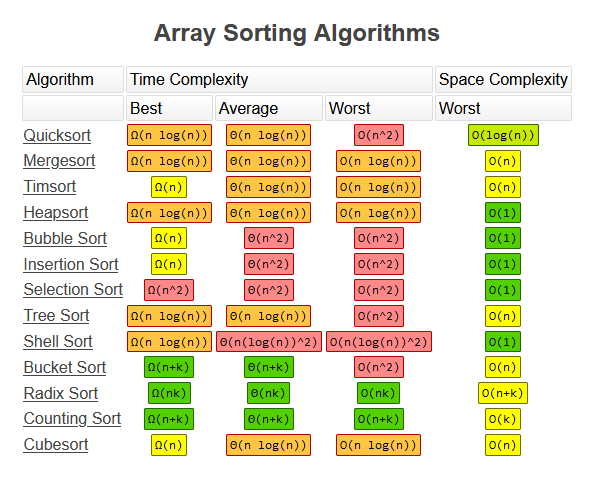 Array Sorting Algorithms
Algorithm Time Complexity Space Complexity
Best Average Worst Worst
Quicksort Ω(n log(n)) Θ(n log(n)) O(n^2) O(log(n))
Mergesort Ω(n log(n)) Θ(n log(n)) O(n log(n)) O(n)
Timsort Ω(n) Θ(n log(n)) O(n log(n)) O(n)
Heapsort Ω(n log(n)) Θ(n log(n)) O(n log(n)) O(1)
Bubble Sort Ω(n) Θ(n^2) O(n^2) O(1)
Insertion Sort Ω(n) Θ(n^2) O(n^2) O(1)
Selection Sort Ω(n^2) Θ(n^2) O(n^2) O(1)
Tree Sort Ω(n log(n)) Θ(n log(n)) O(n^2) O(n)
Shell Sort Ω(n log(n)) Θ(n(log(n))^2) O(n(log(n))^2) O(1)
Bucket Sort Ω(n+k) Θ(n+k) O(n^2) O(n)
Radix Sort Ω(nk) Θ(nk) O(nk) O(n+k)
Counting Sort Ω(n+k) Θ(n+k) O(n+k) O(k)
Cubesort Ω(n) Θ(n log(n)) O(n log(n)) O(n)